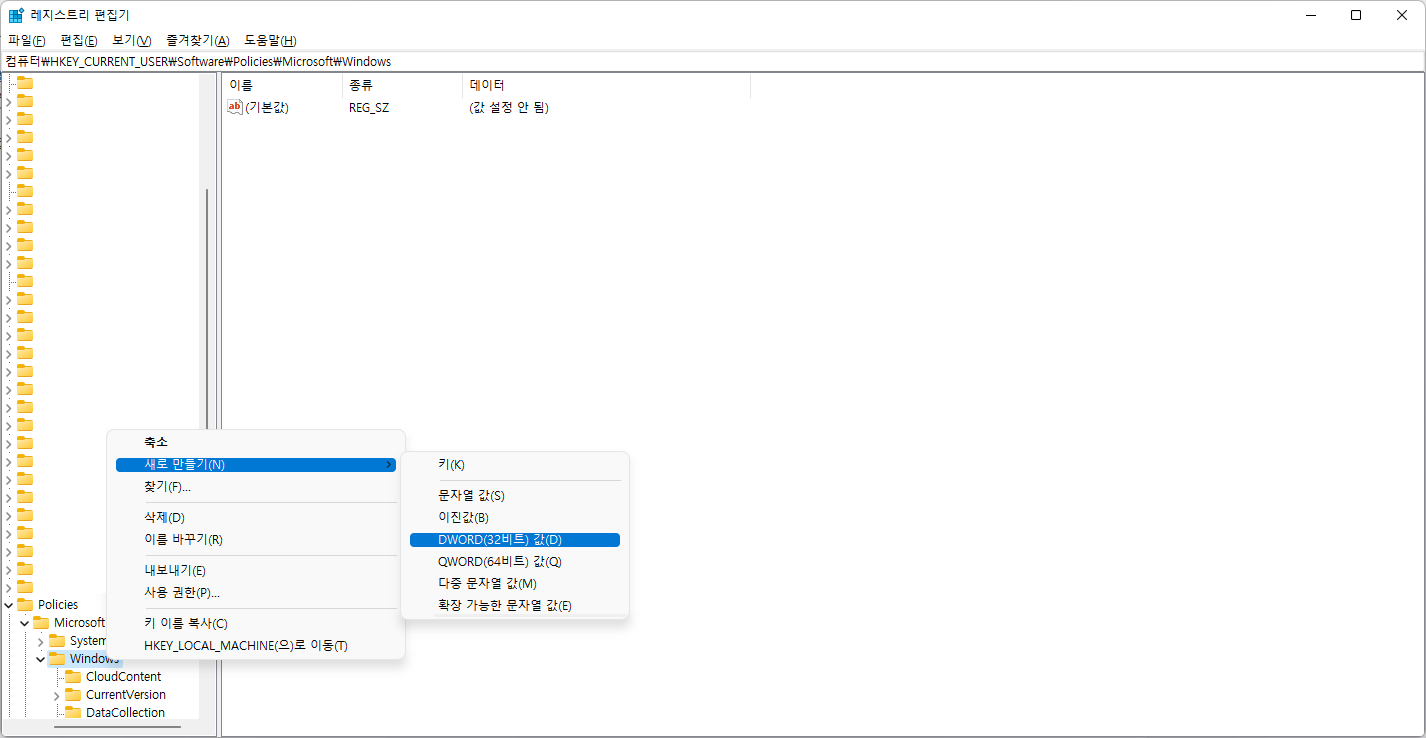 레지스트리 편집기
파일(F) 편집(E) 보기(V) 즐겨찾기(A) 도움말(H)
컴퓨터\HKEY_CURRENT_USER\Software\Policies\Microsoft\Windows
이름 종류 데이터
ab (기본값) REG_SZ (값 설정 안 됨)
축소
새로 만들기(N)
찾기(F)...
삭제(D)
이름 바꾸기(R)
내보내기(E)
사용 권한(P)...
키 이름 복사(C)
HKEY_LOCAL_MACHINE(으)로 이동(T)
키(K)
문자열 값(S)
이진값(B)
DWORD(32비트) 값(D)
QWORD(64비트) 값(Q)
다중 문자열 값(M)
확장 가능한 문자열 값(E)
Policies
Microsoft
System
Windows
CloudContent
CurrentVersion
DataCollection